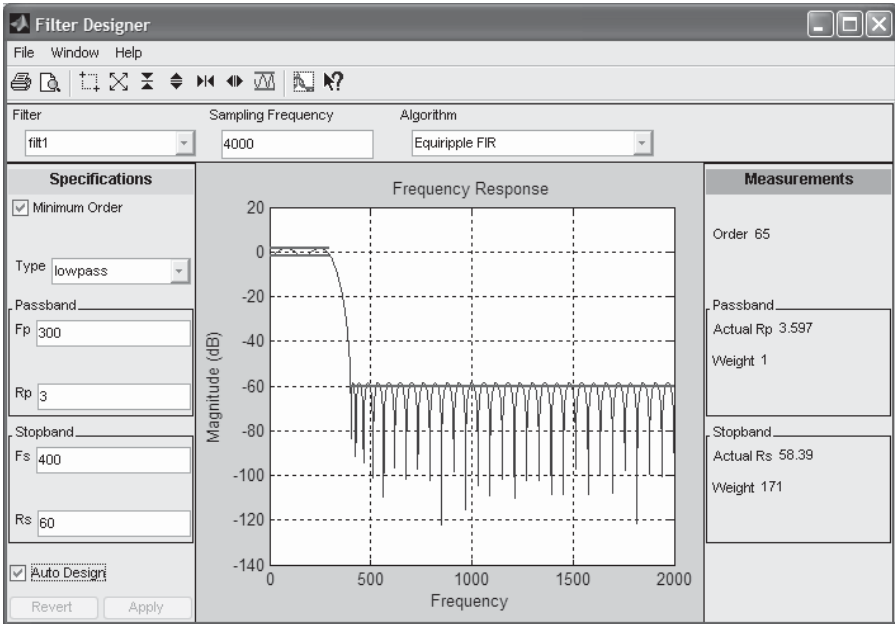 Filter Designer
File Window Help
Filter
filt1
Sampling Frequency
4000
Algorithm
Equiripple FIR
Specifications
Minimum Order
Type lowpass
Passband
Fp 300
Rp 3
Stopband
Fs 400
Rs 60
Auto Design
Revert Apply
Frequency Response
Magnitude (dB)
20
0
-20
-40
-60
-80
-100
-120
-140
0 500 1000 1500 2000
Frequency
Measurements
Order 65
Passband
Actual Rp 3.597
Weight 1
Stopband
Actual Rs 58.39
Weight 171